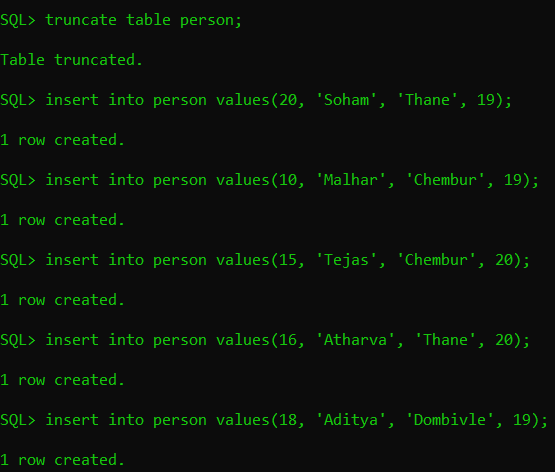 SQL> truncate table person;
Table truncated.
SQL> insert into person values(20, 'Soham', 'Thane', 19);
1 row created.
SQL> insert into person values(10, 'Malhar', 'Chembur', 19);
1 row created.
SQL> insert into person values(15, 'Tejas', 'Chembur', 20);
1 row created.
SQL> insert into person values(16, 'Atharva', 'Thane', 20);
1 row created.
SQL> insert into person values(18, 'Aditya', 'Dombivle', 19);
1 row created.